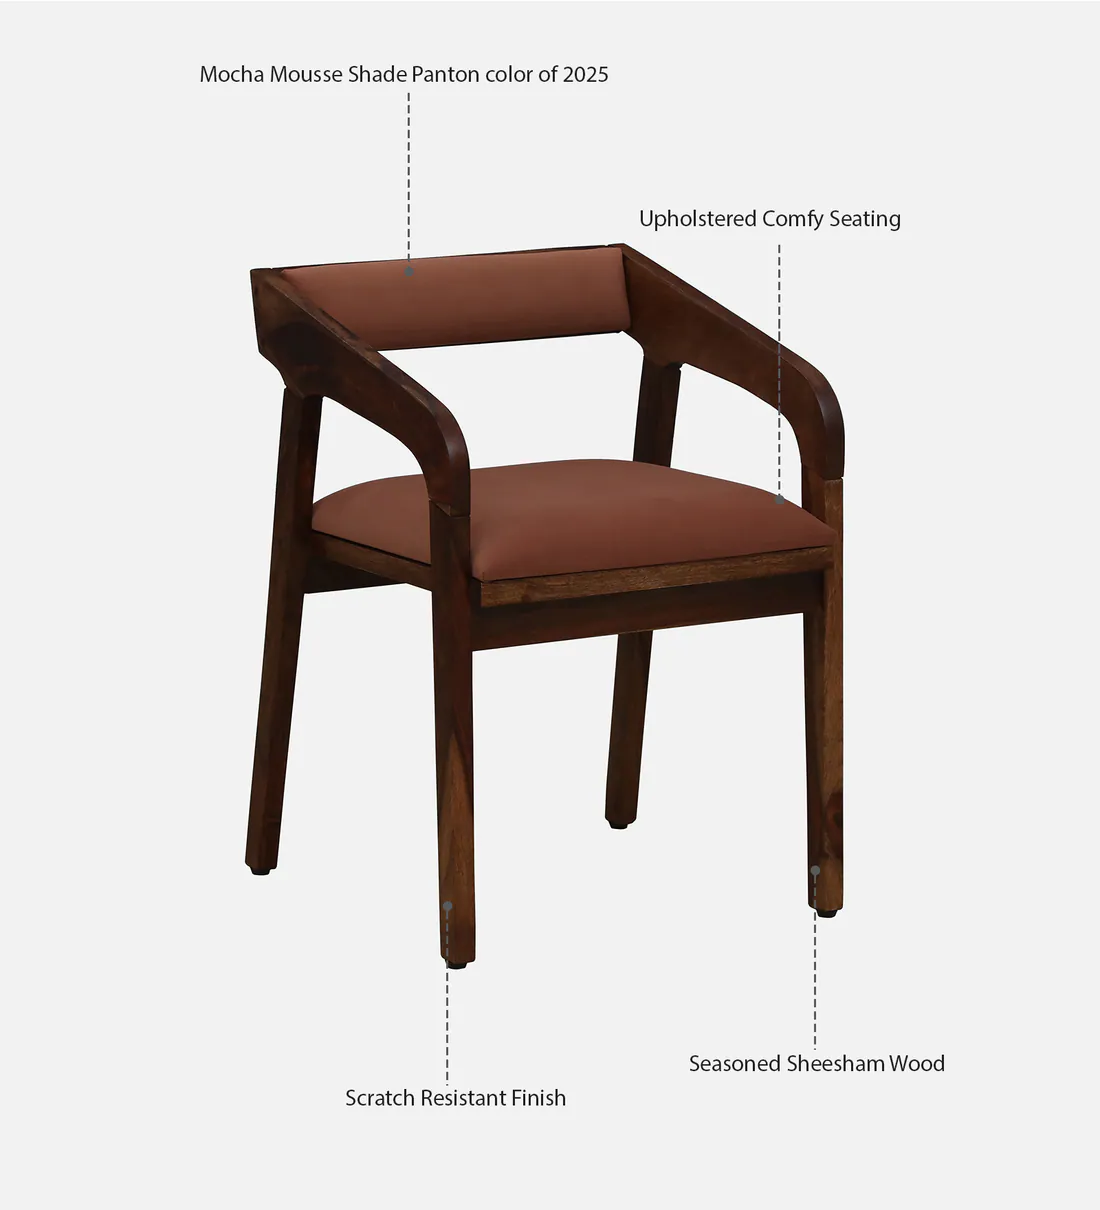 Mocha Mousse Shade Panton color of 2025
Upholstered Comfy Seating
Seasoned Sheesham Wood
Scratch Resistant Finish